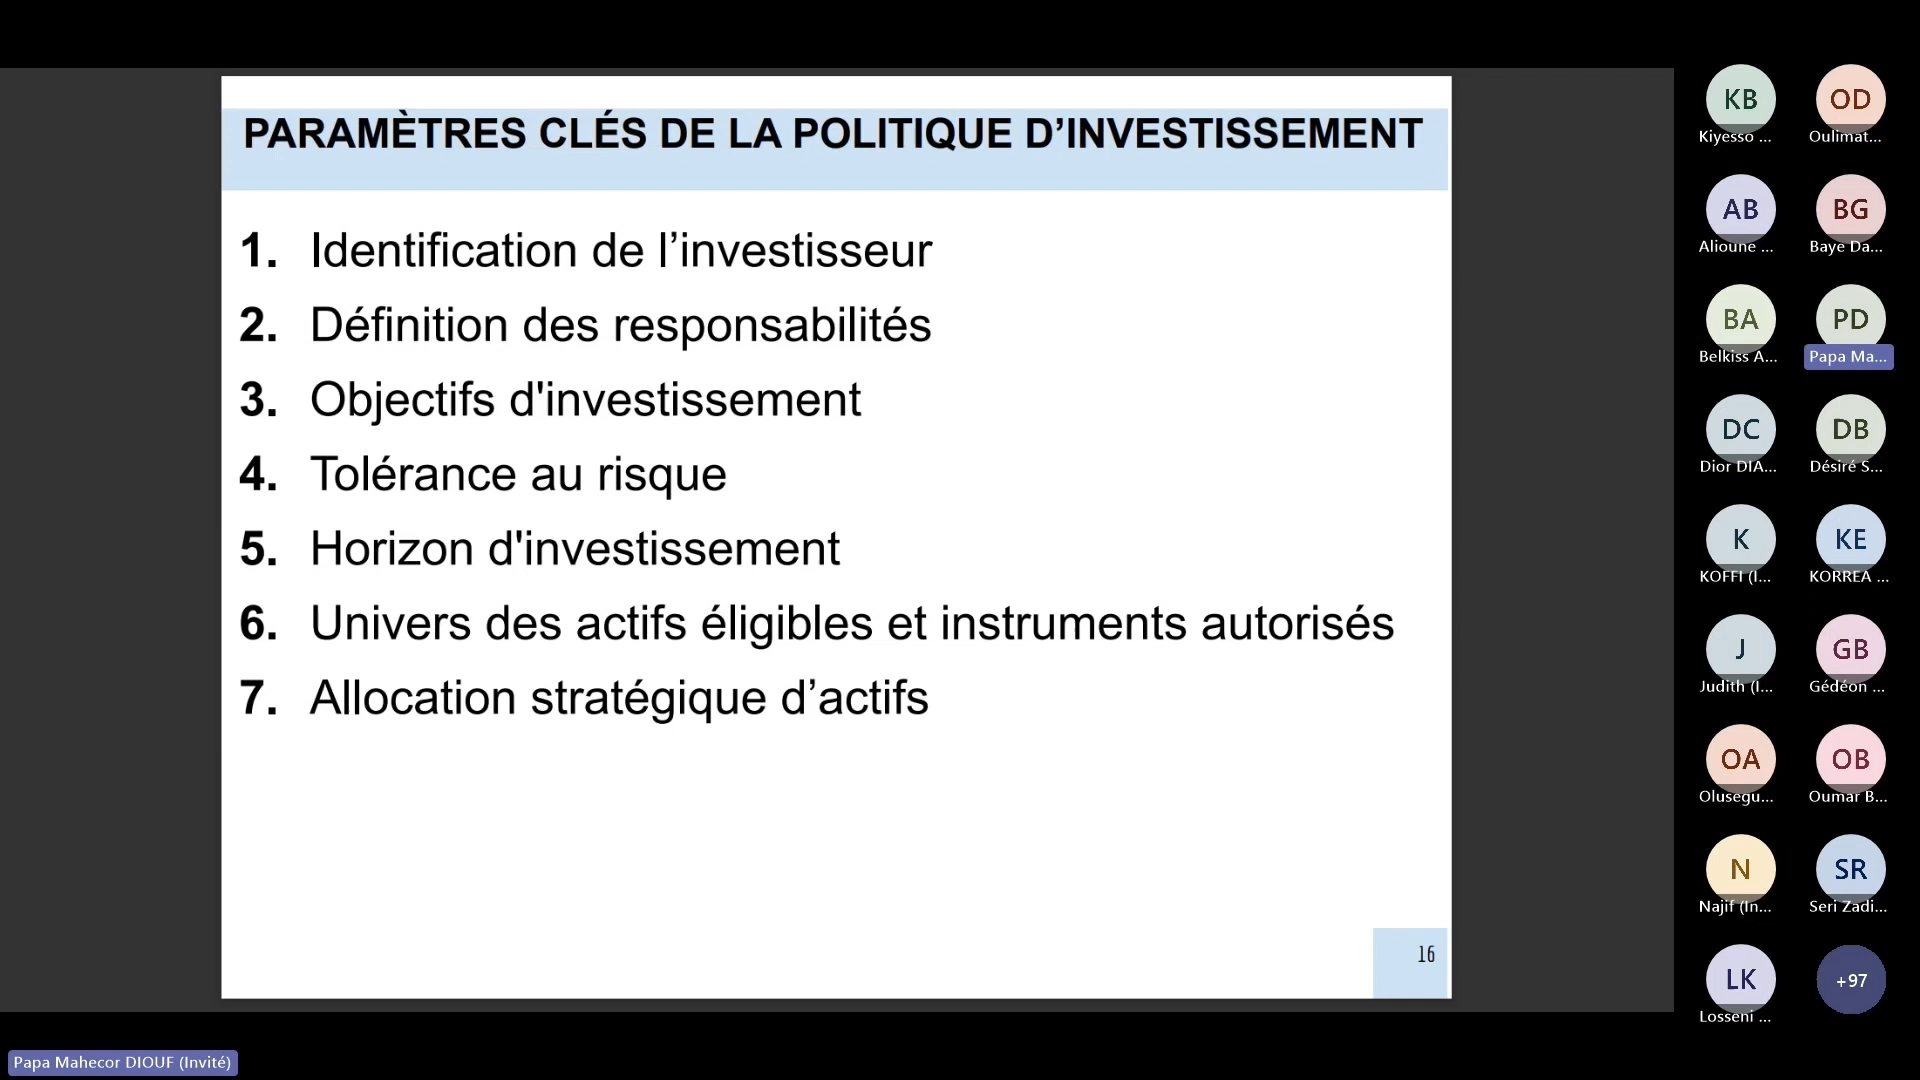 PARAMÈTRES CLÉS DE LA POLITIQUE D’INVESTISSEMENT
1. Identification de l’investisseur
2. Définition des responsabilités
3. Objectifs d'investissement
4. Tolérance au risque
5. Horizon d'investissement
6. Univers des actifs éligibles et instruments autorisés
7. Allocation stratégique d’actifs
16
KB OD
Kiyesso ... Oulimat...
AB BG
Alioune ... Baye Da...
BA PD
Belkiss A... Papa Ma...
DC DB
Dior DIA... Désiré S...
K KE
KOFFI (I... KORREA ...
J GB
Judith (I... Gédéon ...
OA OB
Olusegu... Oumar B...
N SR
Najif (In... Seri Zadi...
LK +97
Losseni ...
Papa Mahecor DIOUF (Invité)